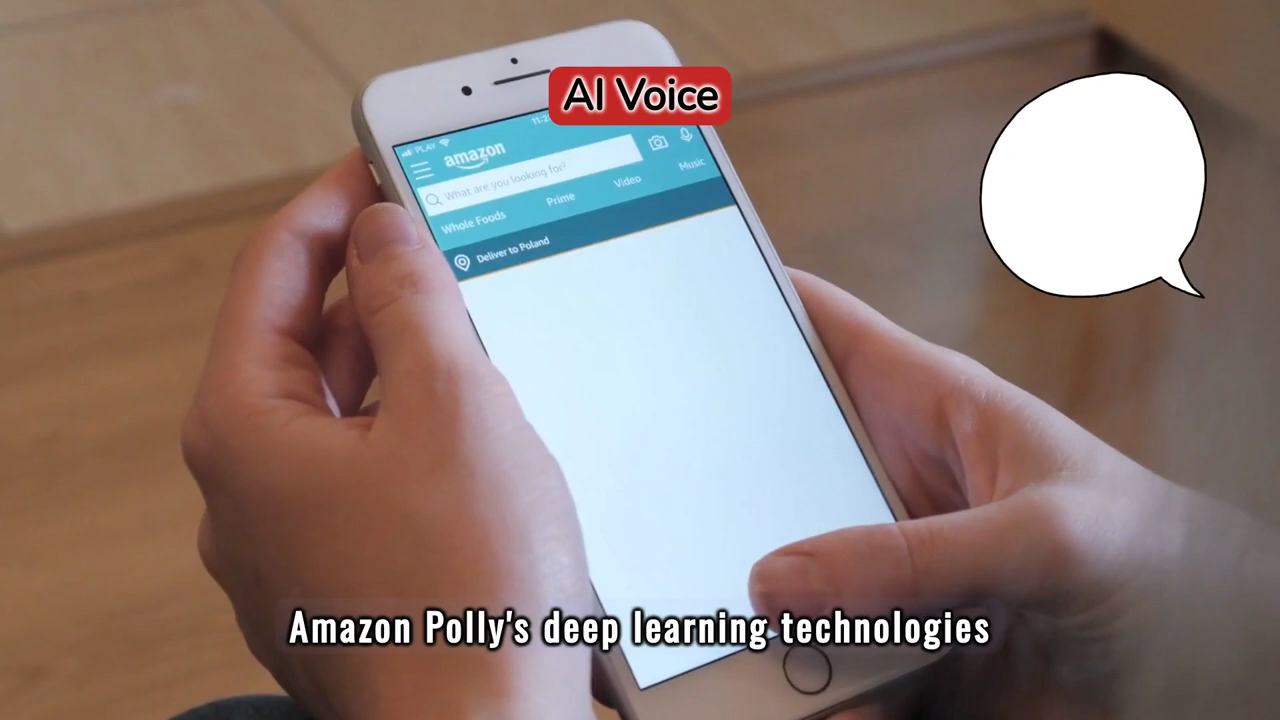 AI Voice
PLAY
amazon
What are you looking for?
Whole Foods Prime Video Music
Deliver to Poland
Amazon Polly's deep learning technologies